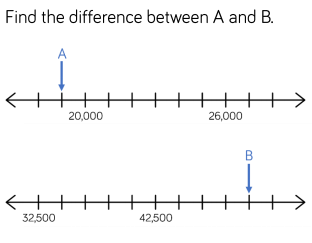 Find the difference between A and B.
A
20,000 26,000
B
32,500 42,500